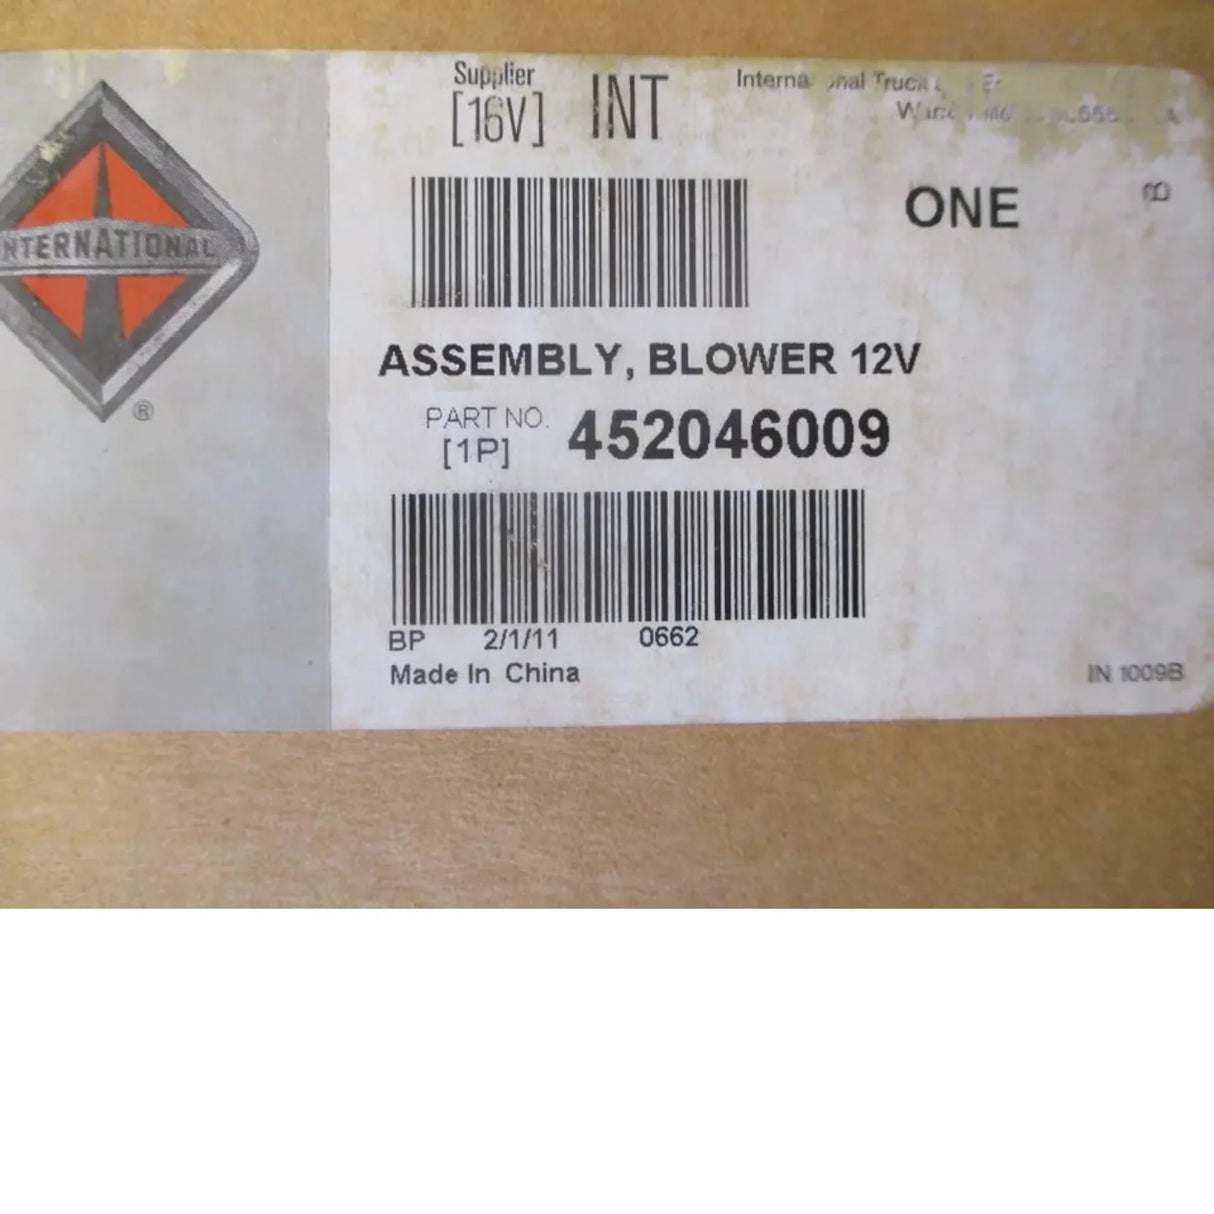 Supplier
[16V] INT
ONE
B
INTERNATIONAL
®
ASSEMBLY, BLOWER 12V
PART NO.
[1P] 452046009
BP 2/1/11 0662
Made In China
IN 1009B